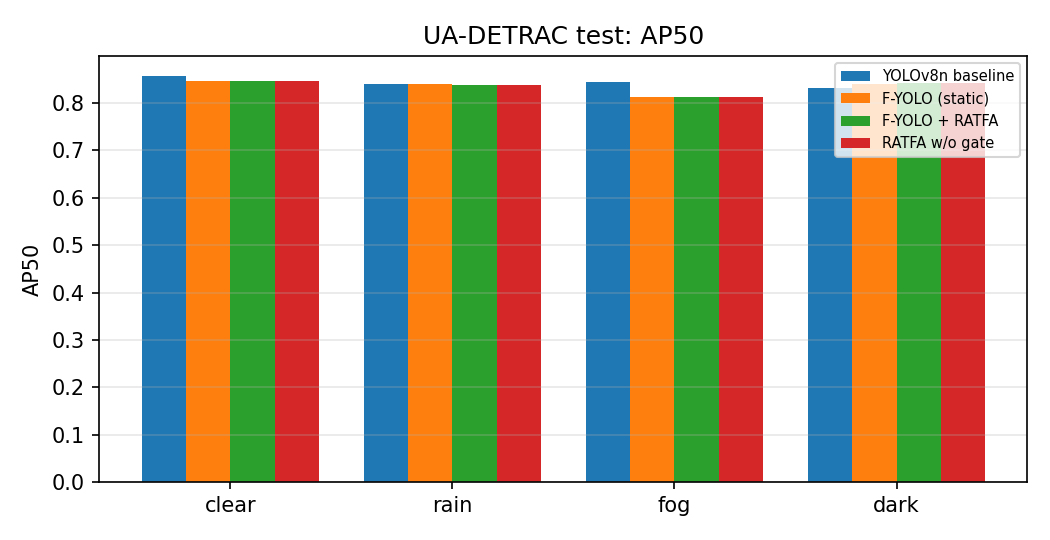 UA-DETRAC test: AP50
YOLOv8n baseline
F-YOLO (static)
F-YOLO + RATFA
RATFA w/o gate
AP50
0.8
0.7
0.6
0.5
0.4
0.3
0.2
0.1
0.0
clear
rain
fog
dark